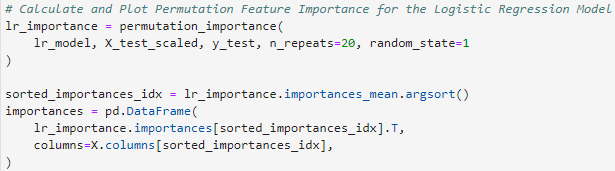 # Calculate and Plot Permutation Feature Importance for the Logistic Regression Model
lr_importance = permutation_importance(
    lr_model, X_test_scaled, y_test, n_repeats=20, random_state=1
)

sorted_importances_idx = lr_importance.importances_mean.argsort()
importances = pd.DataFrame(
    lr_importance.importances[sorted_importances_idx].T,
    columns=X.columns[sorted_importances_idx],
)